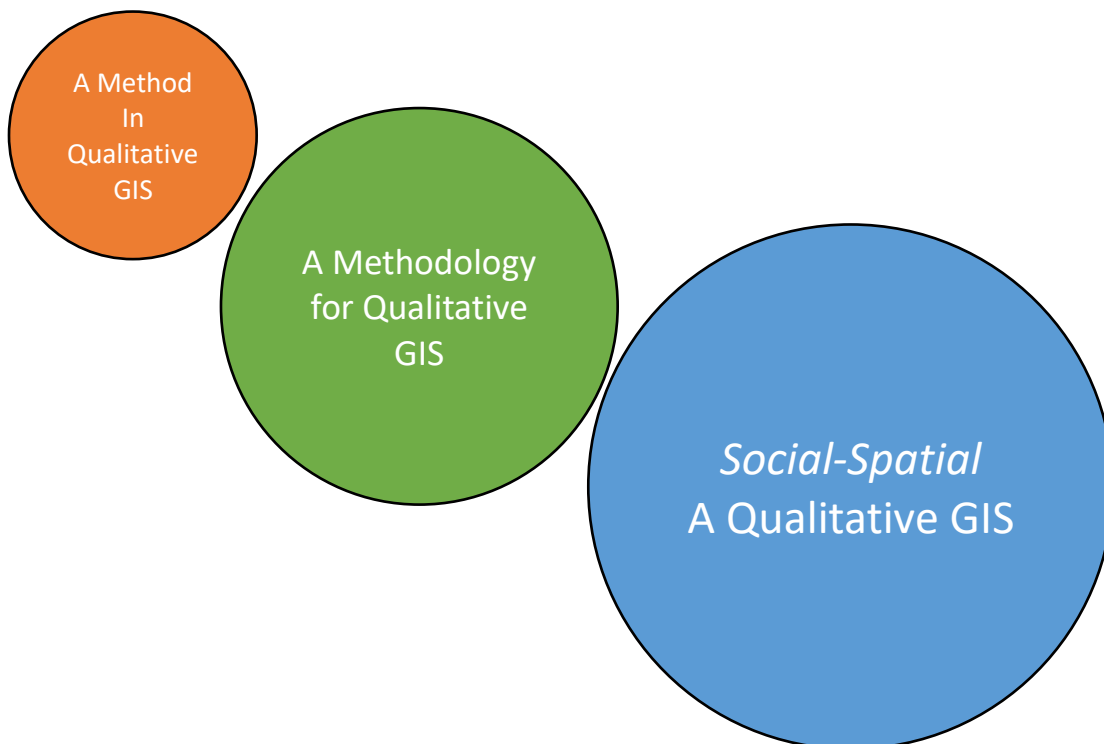 A Method
In
Qualitative
GIS
A Methodology
for Qualitative
GIS
Social-Spatial
A Qualitative GIS